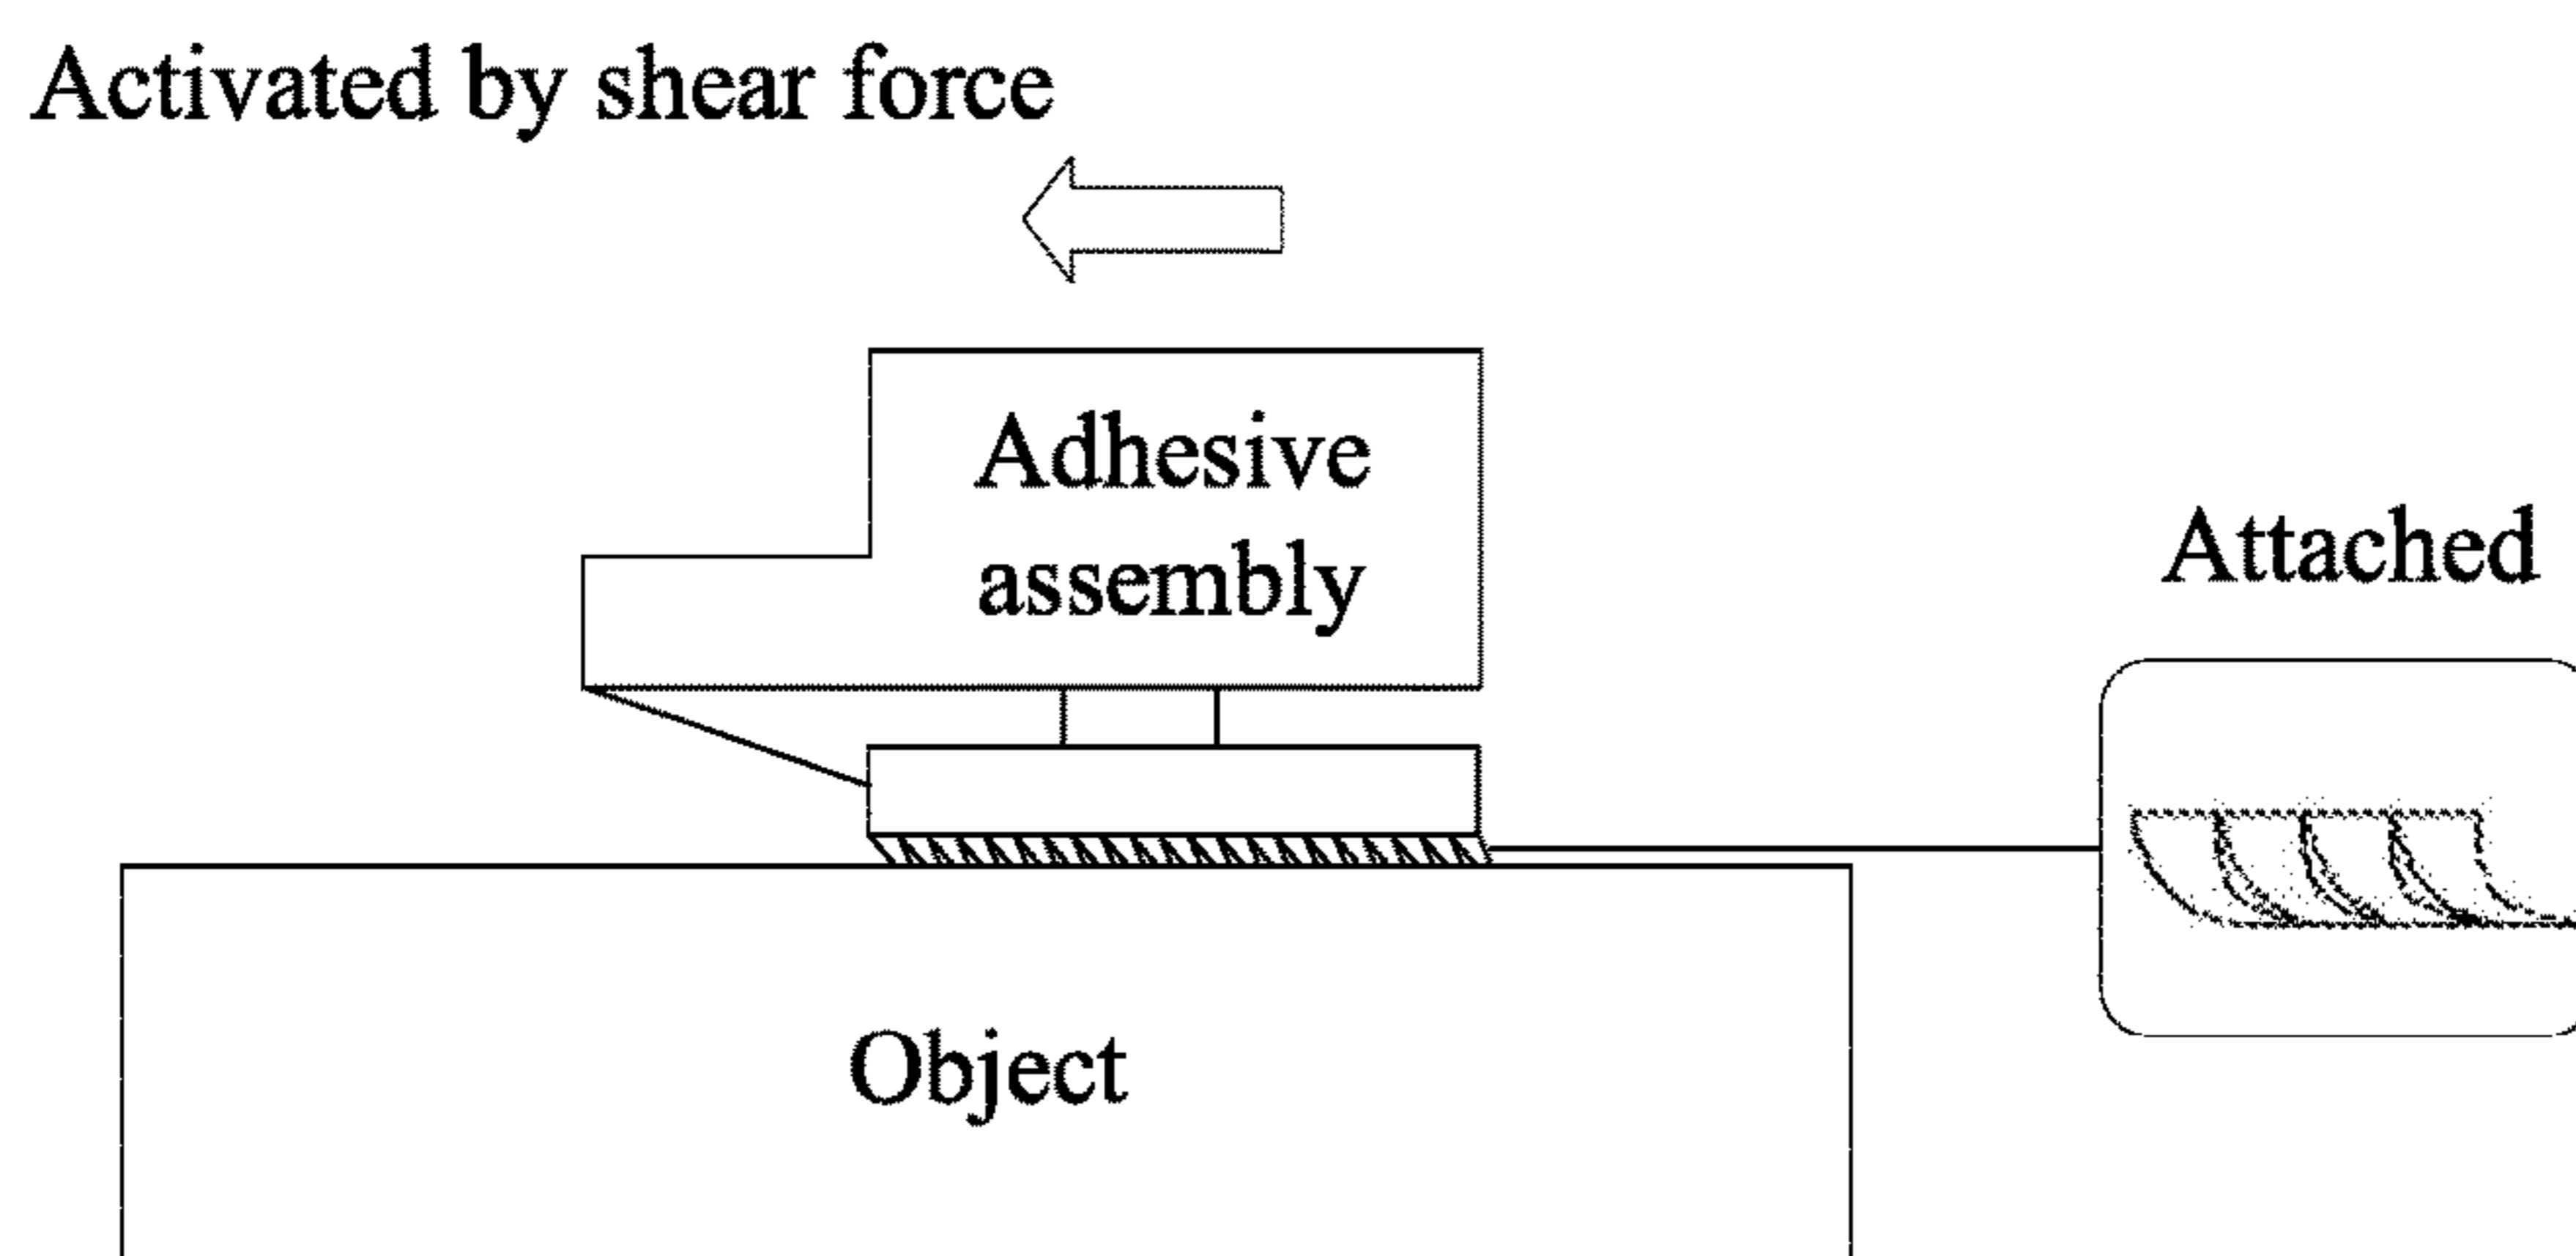 Activated by shear force
Adhesive
assembly
Attached
Object